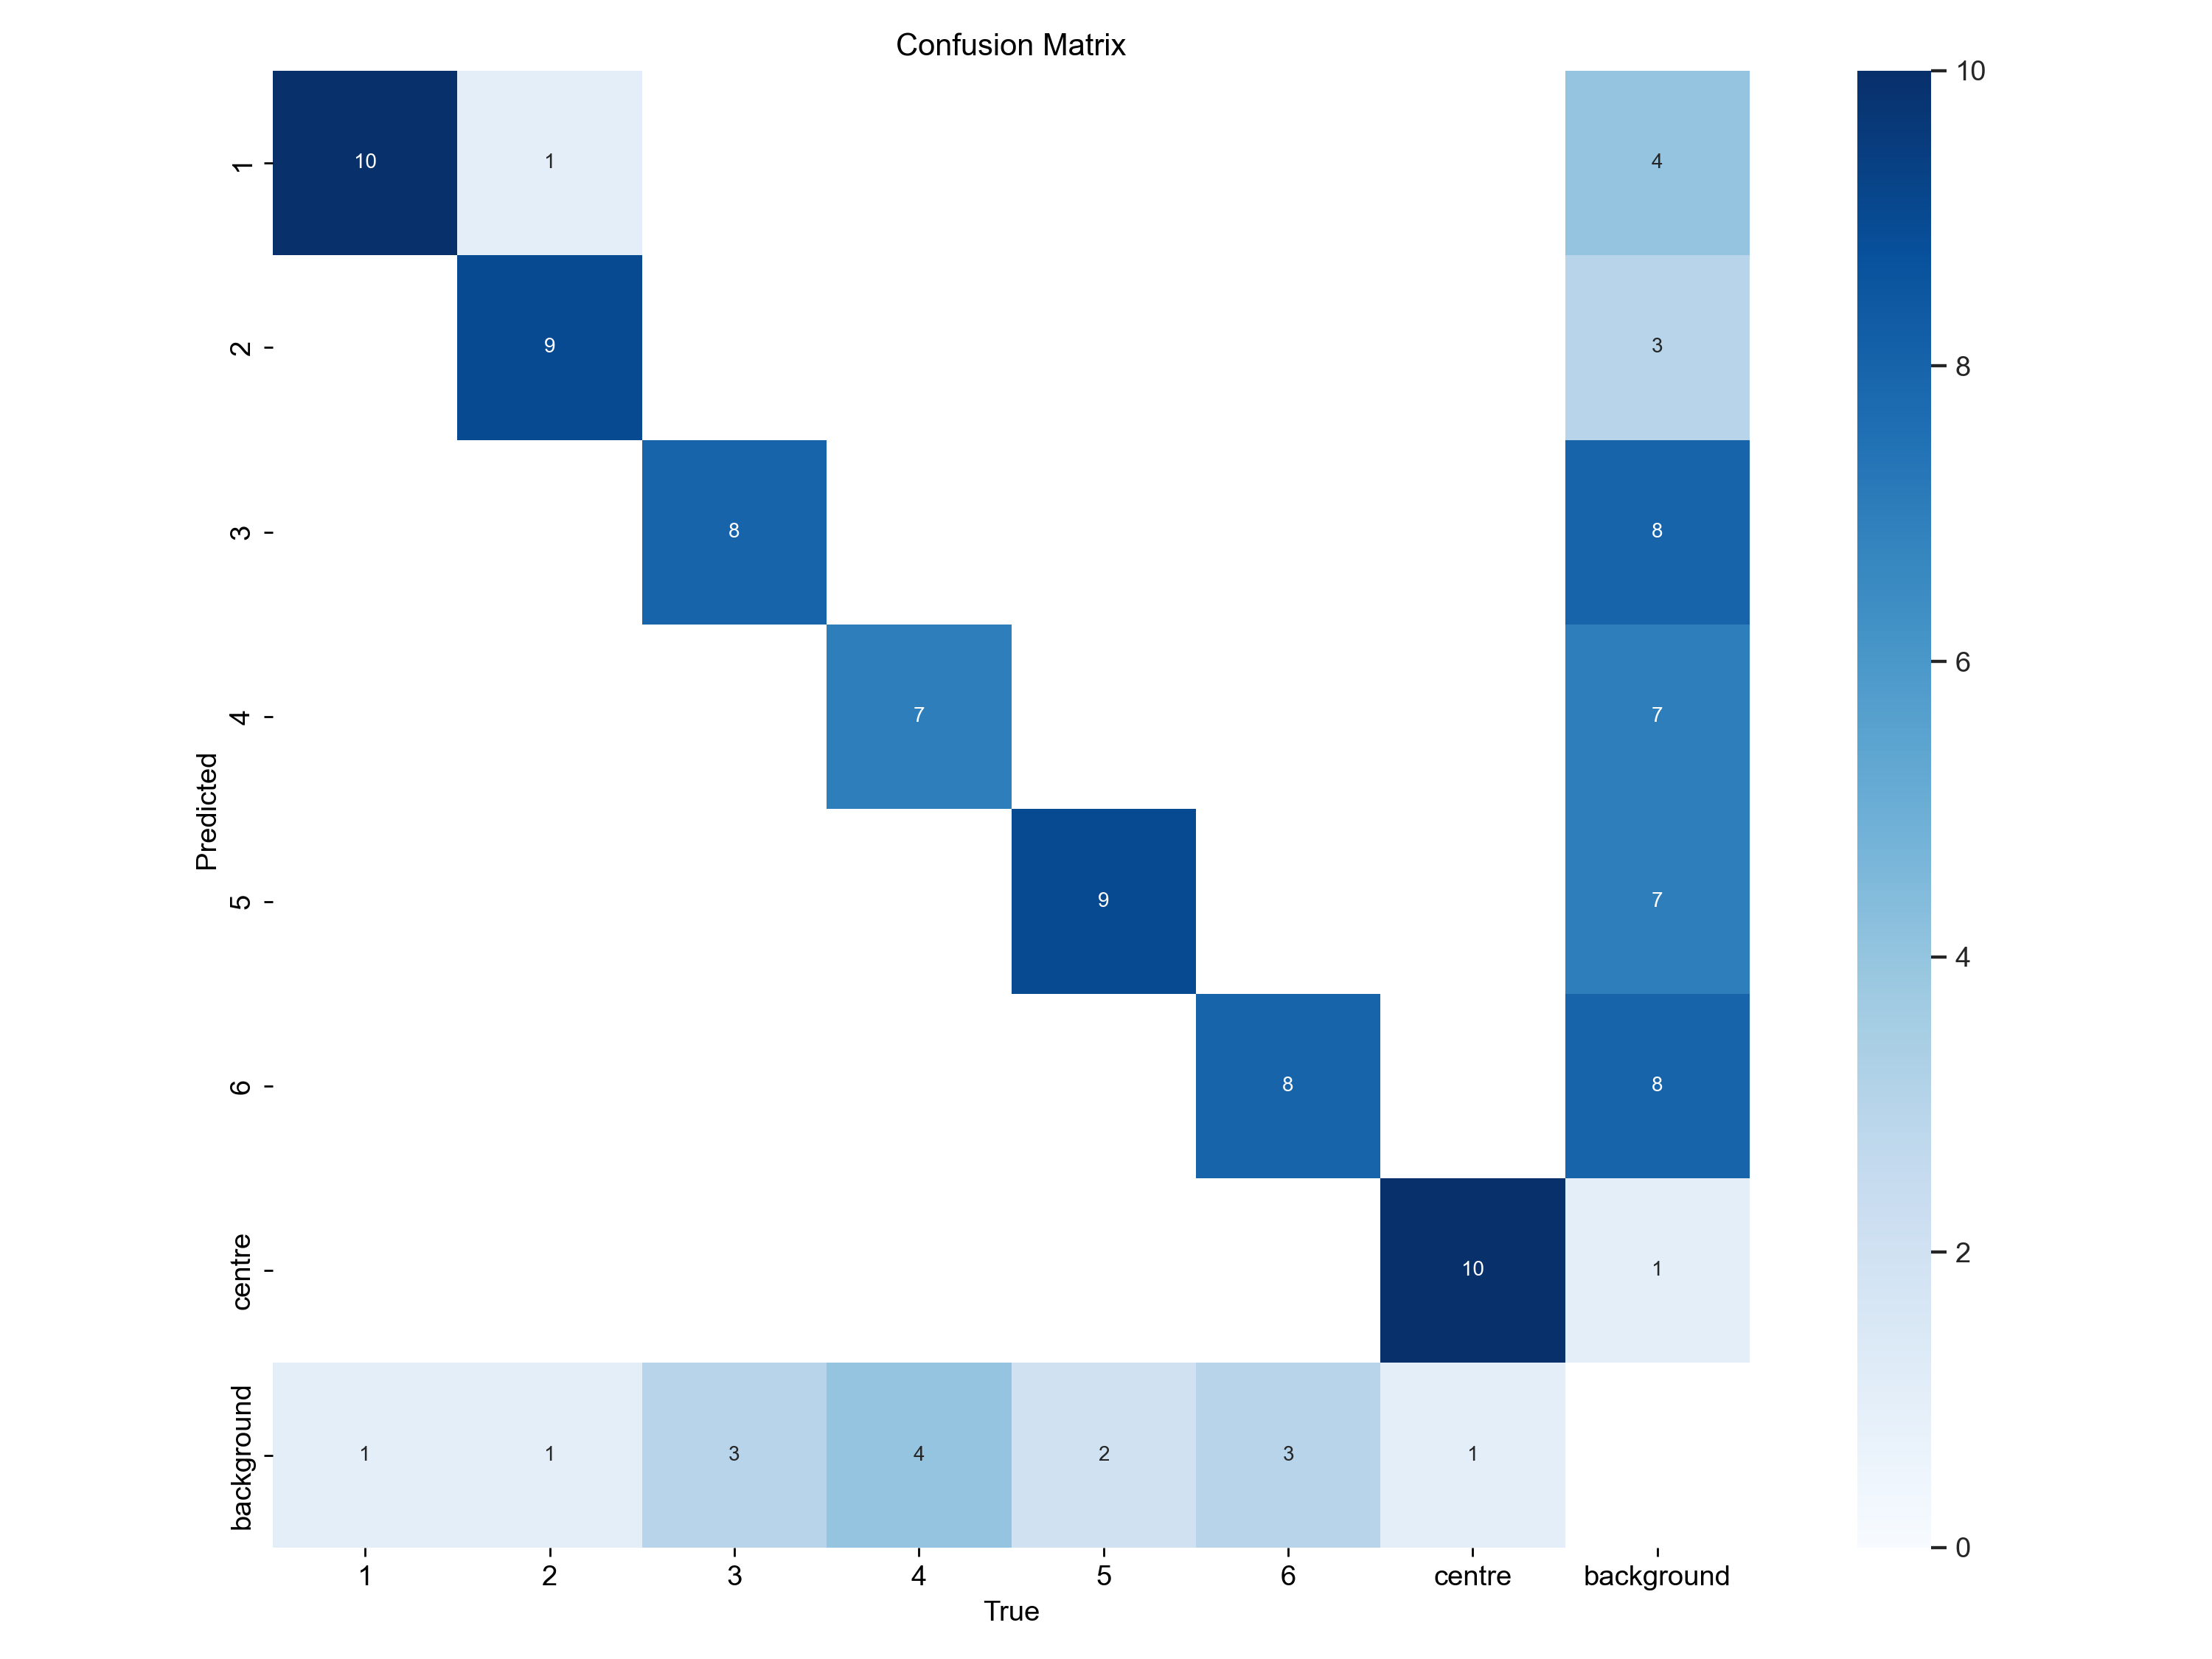 Confusion Matrix
1 10 1 4
2 9 3
3 8 8
4 7 7
5 9 7
6 8 8
centre 10 1
background 1 1 3 4 2 3 1
1 2 3 4 5 6 centre background
True
Predicted
10
8
6
4
2
0